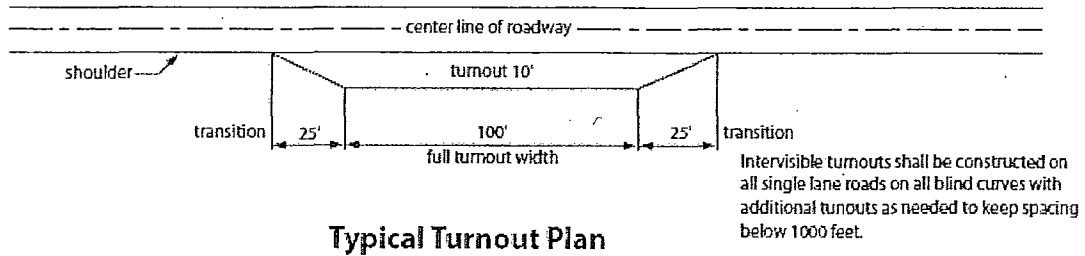 center line of roadway
shoulder
turnout 10'
transition
25'
100'
25'
transition
full turnout width
Intervisible turnouts shall be constructed on
all single lane roads on all blind curves with
additional tunouts as needed to keep spacing
below 1000 feet.
Typical Turnout Plan